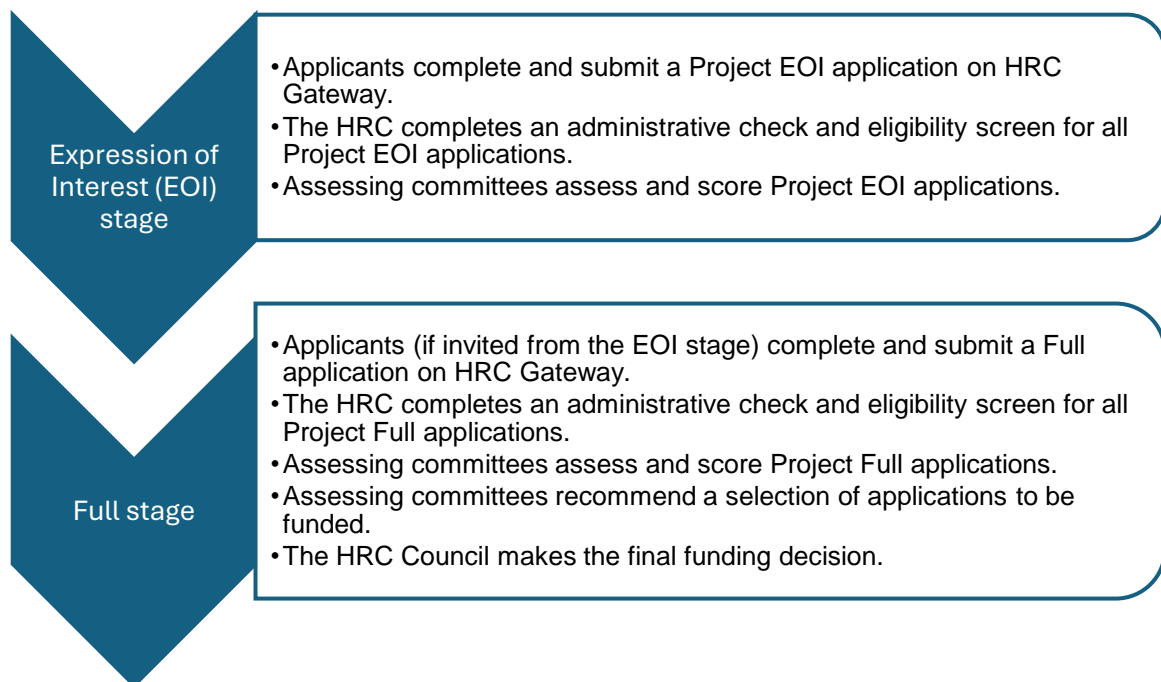 Expression of
Interest (EOI)
stage
•Applicants complete and submit a Project EOI application on HRC
Gateway.
•The HRC completes an administrative check and eligibility screen for all
Project EOI applications.
•Assessing committees assess and score Project EOI applications.
Full stage
•Applicants (if invited from the EOI stage) complete and submit a Full
application on HRC Gateway.
•The HRC completes an administrative check and eligibility screen for all
Project Full applications.
•Assessing committees assess and score Project Full applications.
•Assessing committees recommend a selection of applications to be
funded.
•The HRC Council makes the final funding decision.